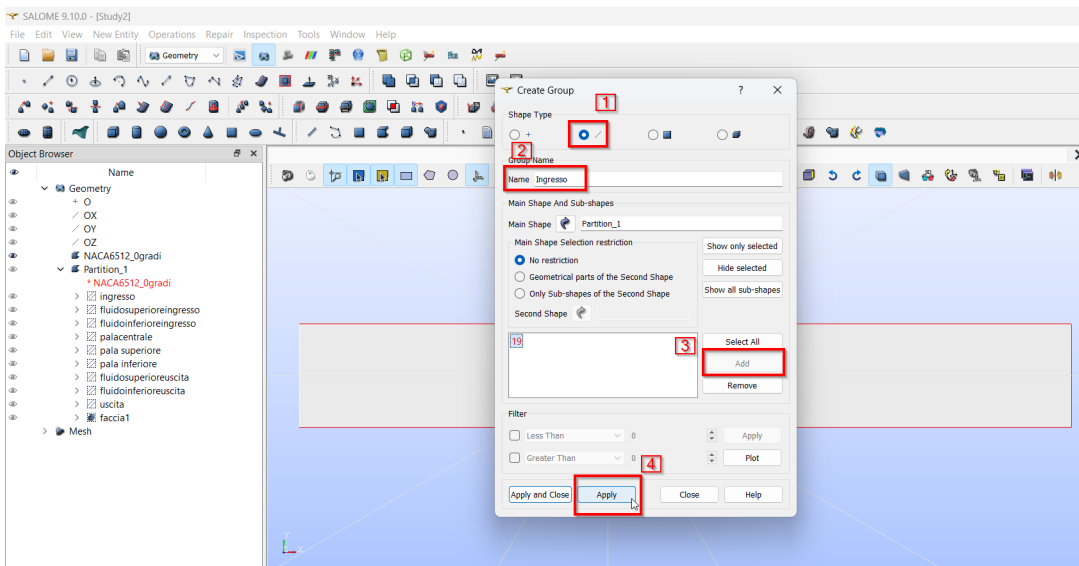 SALOME 9.10.0 - [Study2]
File Edit View New Entity Operations Repair Inspection Tools Window Help
Geometry
Create Group
?
1
Shape Type
2
Group Name
Name Ingresso
Object Browser
Name
Geometry
O
OX
OY
OZ
NACA6512_0gradi
Partition_1
* NACA6512_0gradi
ingresso
fluidosuperioreingresso
fluidoinferioreingresso
palacentrale
pala superiore
pala inferiore
fluidosuperioreuscita
fluidoinferioreuscita
uscita
faccia1
Mesh
Main Shape And Sub-shapes
Main Shape Partition_1
Main Shape Selection restriction
No restriction
Geometrical parts of the Second Shape
Only Sub-shapes of the Second Shape
Second Shape
Show only selected
Hide selected
Show all sub-shapes
19
3
Select All
Add
Remove
Filter
Less Than 0 Apply
Greater Than 0 Plot
4
Apply and Close Apply Close Help